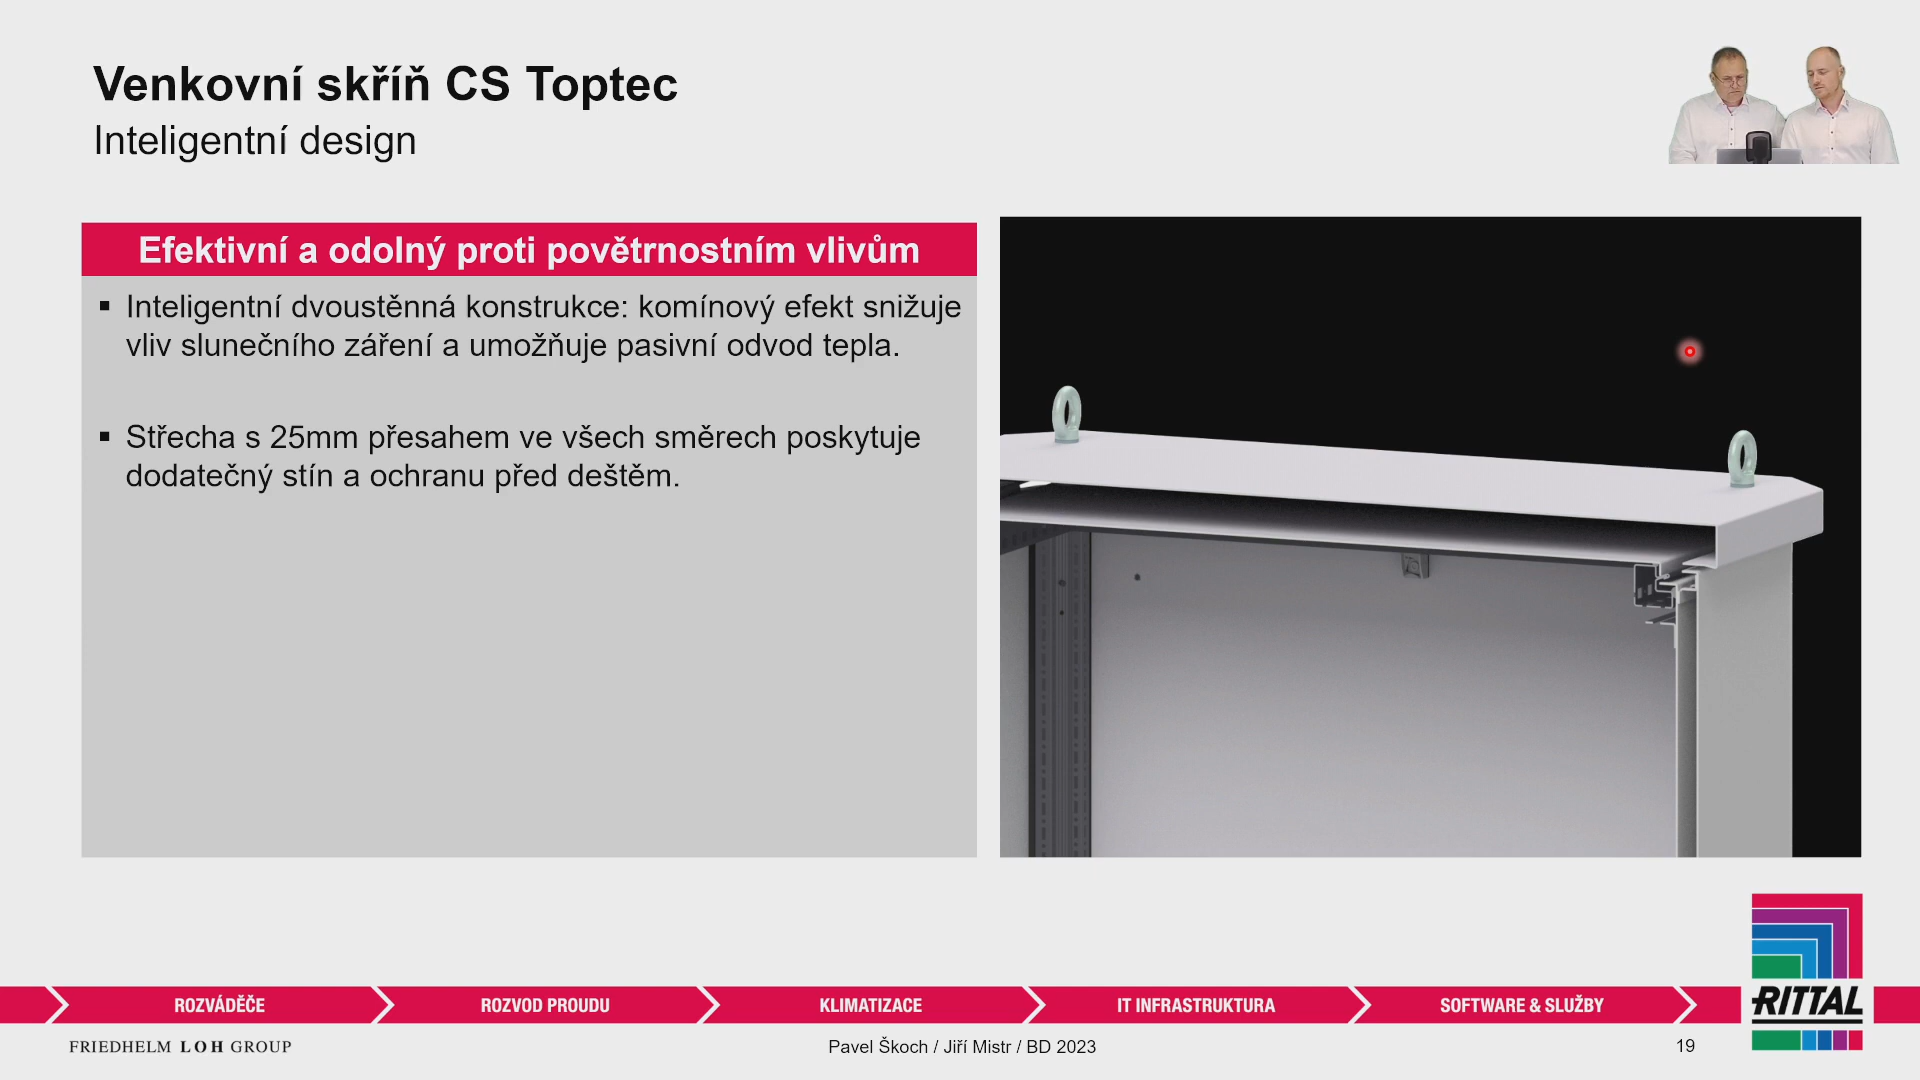 Venkovní skříň CS Toptec
Inteligentní design
Efektivní a odolný proti povětrnostním vlivům
▪ Inteligentní dvoustěnná konstrukce: komínový efekt snižuje
vliv slunečního záření a umožňuje pasivní odvod tepla.
▪ Střecha s 25mm přesahem ve všech směrech poskytuje
dodatečný stín a ochranu před deštěm.
ROZVÁDĚČE
ROZVOD PROUDU
KLIMATIZACE
IT INFRASTRUKTURA
SOFTWARE & SLUŽBY
RITTAL
FRIEDHELM LOH GROUP
Pavel Škoch / Jiří Mistr / BD 2023
19